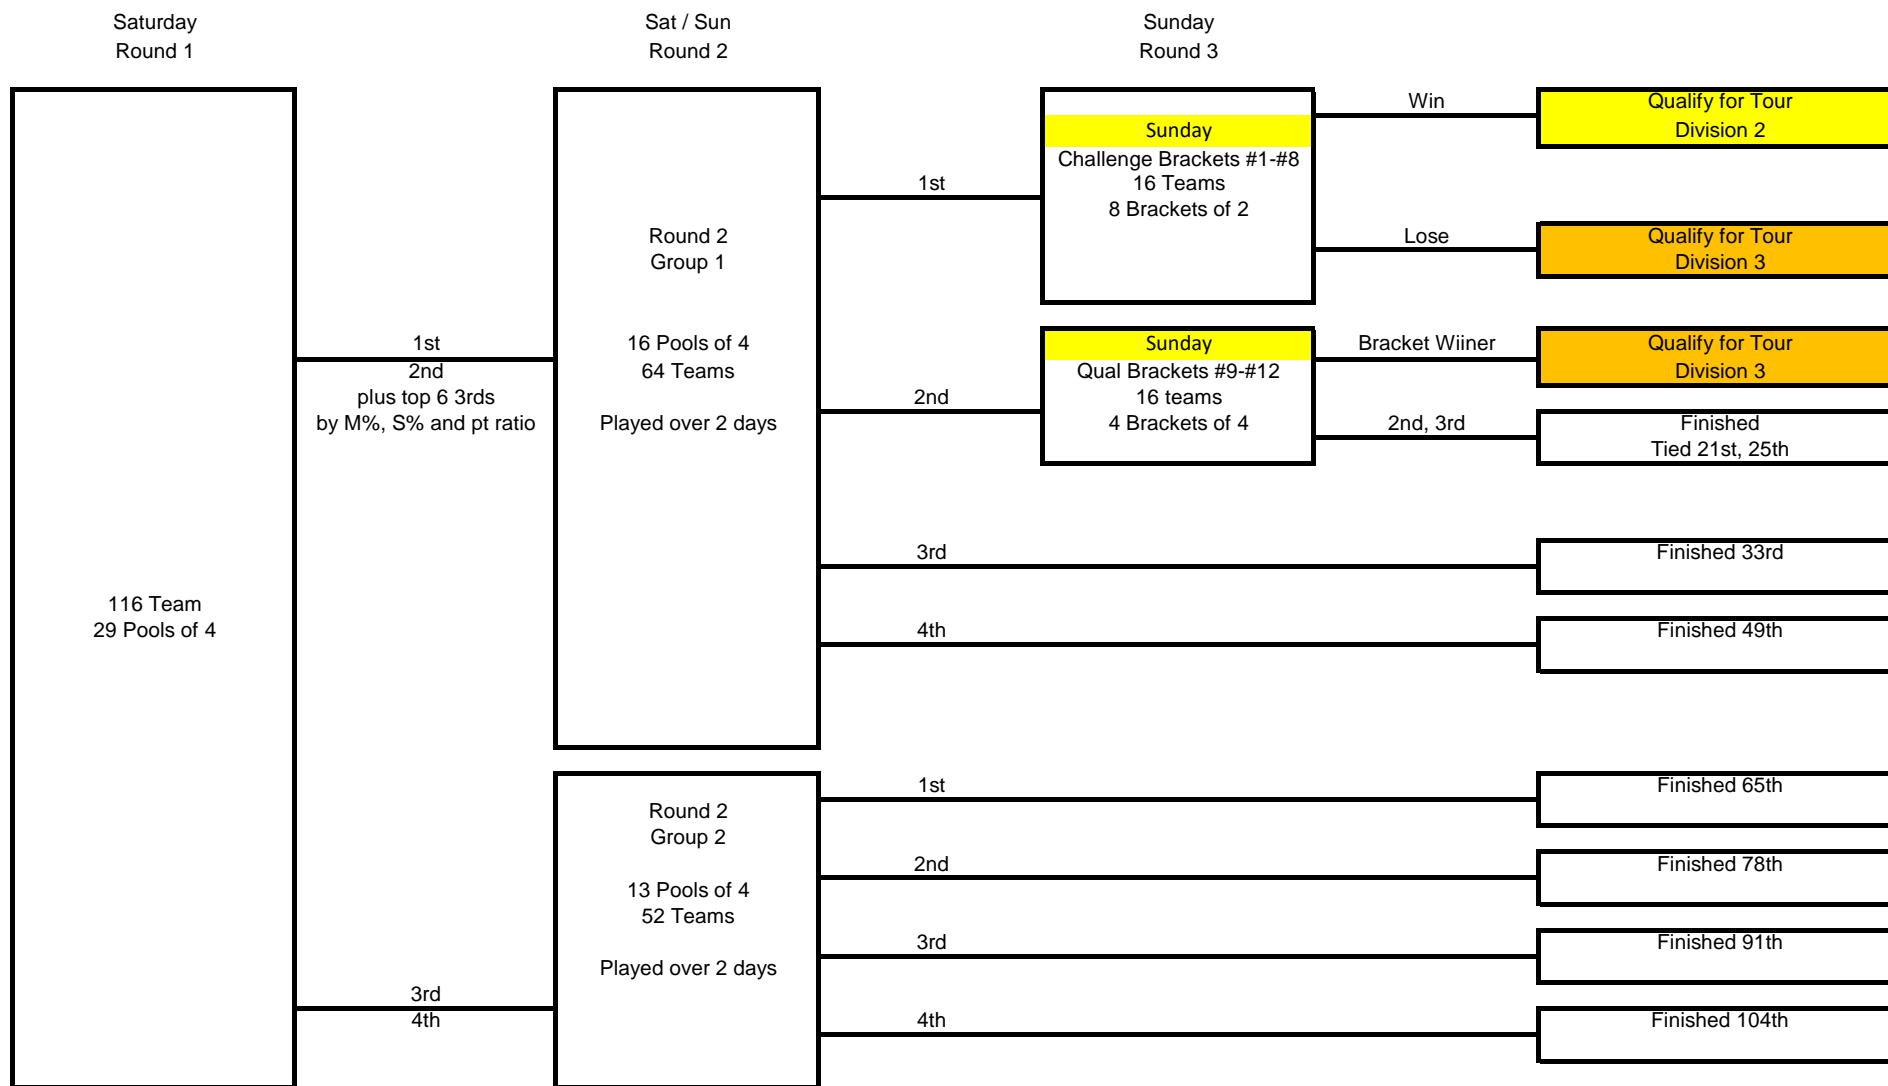 Saturday
Round 1
Sat / Sun
Round 2
Sunday
Round 3
116 Team
29 Pools of 4
1st
2nd
plus top 6 3rds
by M%, S% and pt ratio
3rd
4th
Round 2
Group 1
16 Pools of 4
64 Teams
Played over 2 days
Round 2
Group 2
13 Pools of 4
52 Teams
Played over 2 days
1st
2nd
3rd
4th
1st
2nd
3rd
4th
Sunday
Challenge Brackets #1-#8
16 Teams
8 Brackets of 2
Sunday
Qual Brackets #9-#12
16 teams
4 Brackets of 4
Win
Lose
Bracket Wiiner
2nd, 3rd
Qualify for Tour
Division 2
Qualify for Tour
Division 3
Qualify for Tour
Division 3
Finished
Tied 21st, 25th
Finished 33rd
Finished 49th
Finished 65th
Finished 78th
Finished 91th
Finished 104th